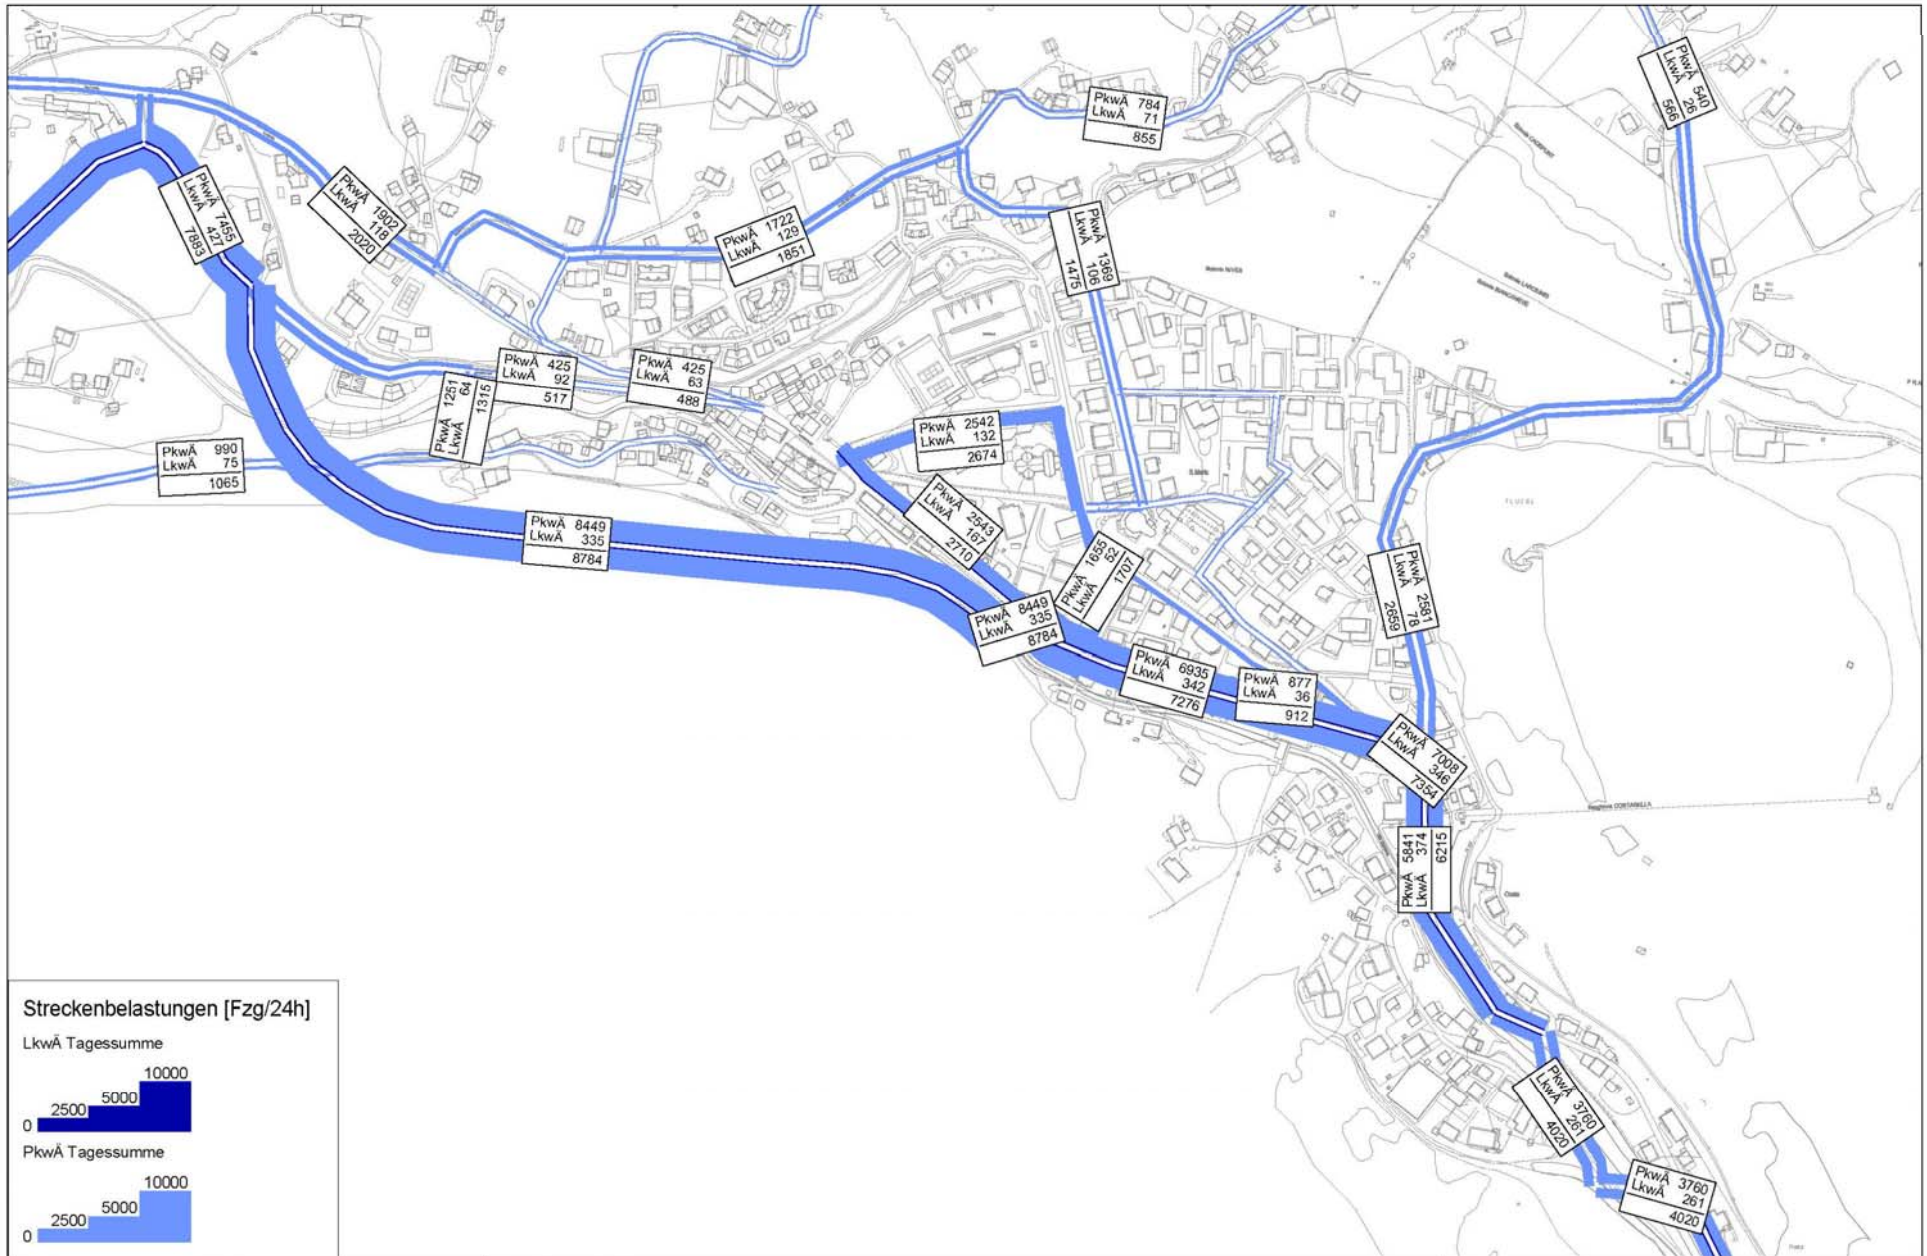 PkwÄ 540
LkwÄ 26
566
PkwÄ 784
LkwÄ 71
855
PkwÄ 7455
LkwÄ 427
7883
PkwÄ 1902
LkwÄ 118
2020
PkwÄ 1722
LkwÄ 129
1851
PkwÄ 1369
LkwÄ 106
1475
PkwÄ 425
LkwÄ 92
517
PkwÄ 425
LkwÄ 63
488
PkwÄ 1251
LkwÄ 64
1315
PkwÄ 990
LkwÄ 75
1065
PkwÄ 2542
LkwÄ 132
2674
PkwÄ 2543
LkwÄ 167
2710
PkwÄ 8449
LkwÄ 335
8784
PkwÄ 1655
LkwÄ 52
1707
PkwÄ 2581
LkwÄ 78
2659
FLUEBL
PkwÄ 8449
LkwÄ 335
8784
PkwÄ 6935
LkwÄ 342
7276
PkwÄ 877
LkwÄ 36
912
PkwÄ 7008
LkwÄ 346
7354
PkwÄ 5841
LkwÄ 374
6215
PkwÄ 3760
LkwÄ 261
4020
PkwÄ 3760
LkwÄ 261
4020
Streckenbelastungen [Fzg/24h]
LkwÄ Tagessumme
0 2500 5000 10000
PkwÄ Tagessumme
0 2500 5000 10000